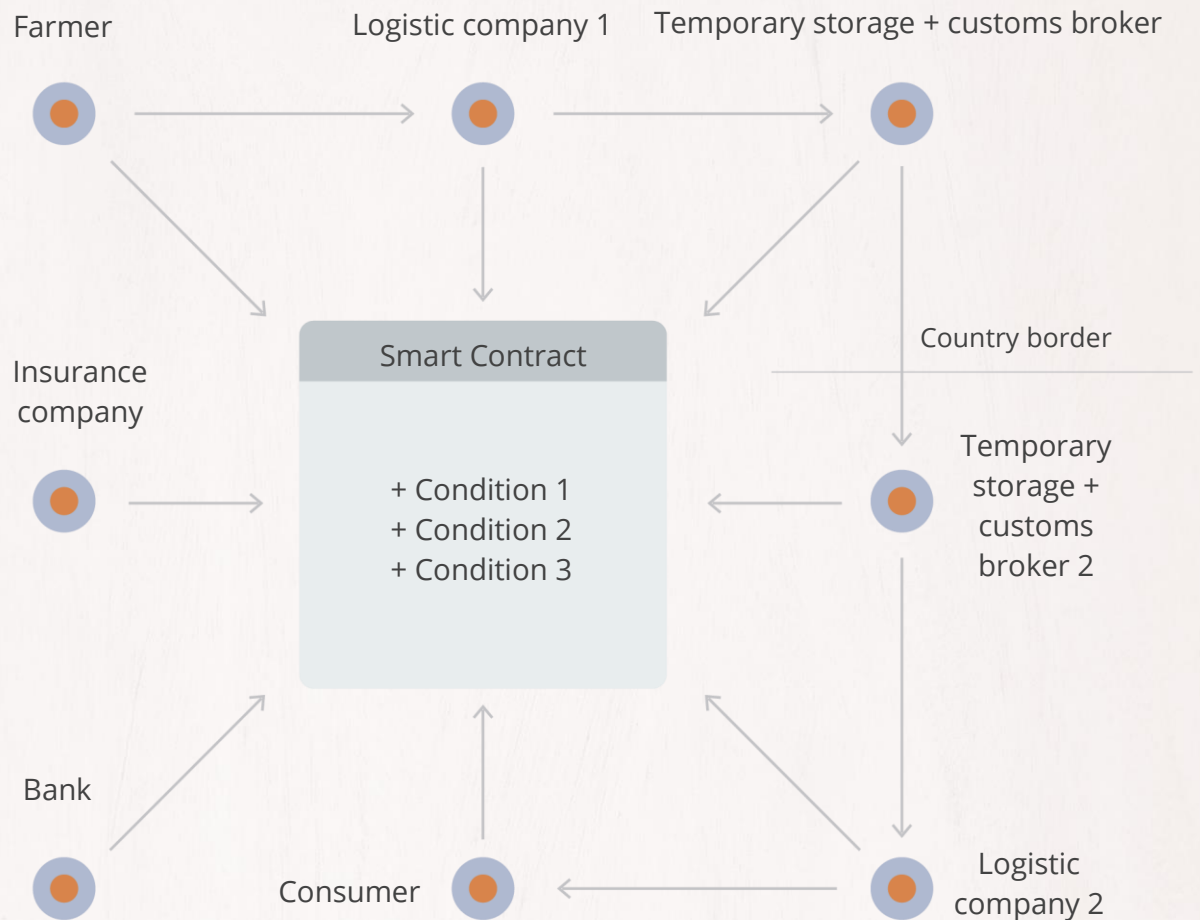 Farmer
Logistic company 1
Temporary storage + customs broker
Country border
Smart Contract
Insurance
company
+ Condition 1
+ Condition 2
+ Condition 3
Temporary
storage +
customs
broker 2
Bank
Consumer
Logistic
company 2